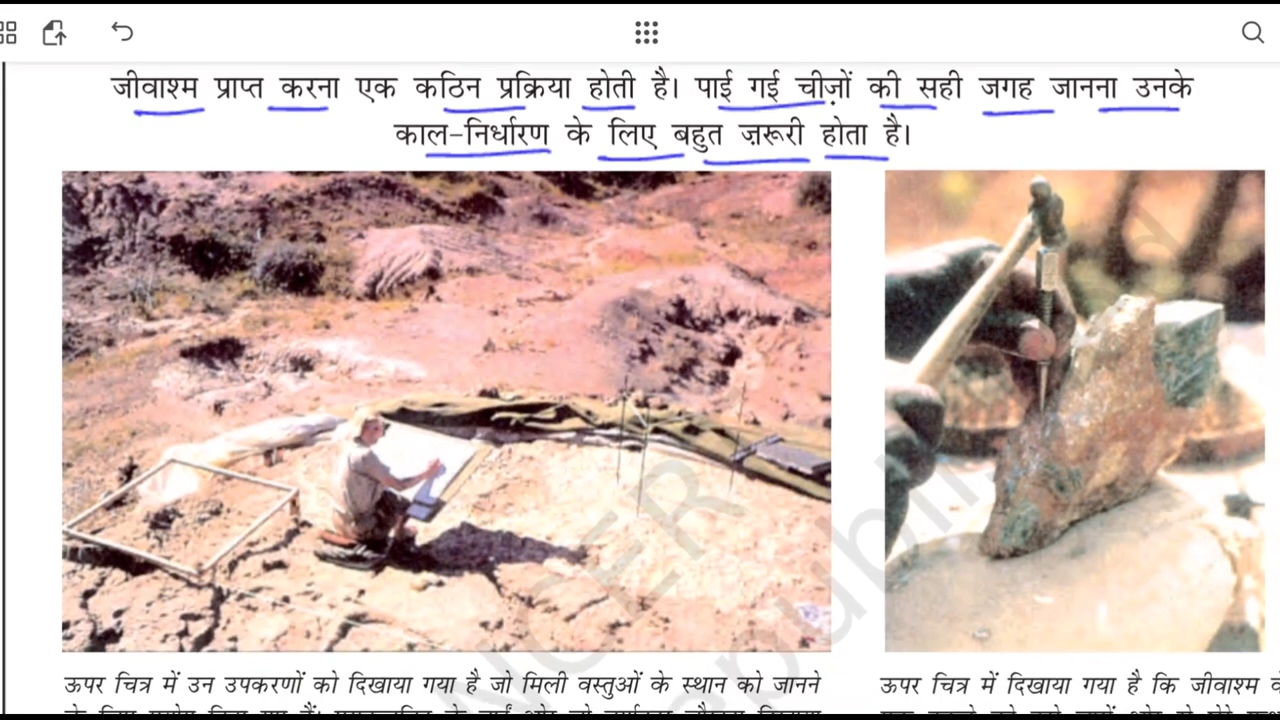 जीवाश्म प्राप्त करना एक कठिन प्रक्रिया होती है। पाई गई चीज़ों की सही जगह जानना उनके
काल-निर्धारण के लिए बहुत ज़रूरी होता है।
ऊपर चित्र में उन उपकरणों को दिखाया गया है जो मिली वस्तुओं के स्थान को जानने
ऊपर चित्र में दिखाया गया है कि जीवाश्म